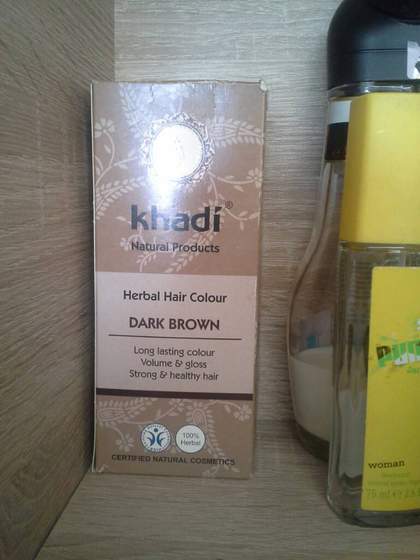 khadi®
Natural Products
Herbal Hair Colour
DARK BROWN
Long lasting colour
Volume & gloss
Strong & healthy hair
100%
Herbal
CERTIFIED NATURAL COSMETICS
woman